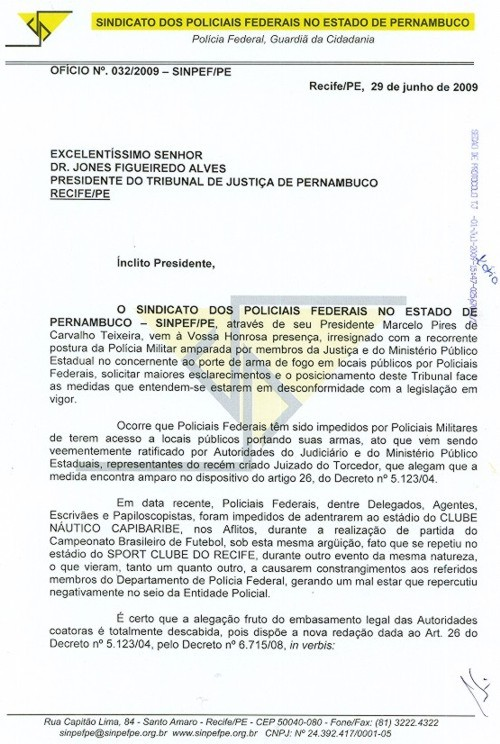 SINDICATO DOS POLICIAIS FEDERAIS NO ESTADO DE PERNAMBUCO
Polícia Federal, Guardiã da Cidadania
OFÍCIO Nº. 032/2009 – SINPEF/PE
Recife/PE, 29 de junho de 2009
EXCELENTÍSSIMO SENHOR
DR. JONES FIGUEIREDO ALVES
PRESIDENTE DO TRIBUNAL DE JUSTIÇA DE PERNAMBUCO
RECIFE/PE
Ínclito Presidente,
O SINDICATO DOS POLICIAIS FEDERAIS NO ESTADO DE
PERNAMBUCO – SINPEF/PE, através de seu Presidente Marcelo Pires de
Carvalho Teixeira, vem à Vossa Honrosa presença, irresignado com a recorrente
postura da Polícia Militar amparada por membros da Justiça e do Ministério Público
Estadual no concernente ao porte de arma de fogo em locais públicos por Policiais
Federais, solicitar maiores esclarecimentos e o posicionamento deste Tribunal face
as medidas que entendem-se estarem em desconformidade com a legislação em
vigor.
Ocorre que Policiais Federais têm sido impedidos por Policiais Militares
de terem acesso a locais públicos portando suas armas, ato que vem sendo
veementemente ratificado por Autoridades do Judiciário e do Ministério Público
Estaduais, representantes do recém criado Juizado do Torcedor, que alegam que a
medida encontra amparo no dispositivo do artigo 26, do Decreto nº 5.123/04.
Em data recente, Policiais Federais, dentre Delegados, Agentes,
Escrivães e Papiloscopistas, foram impedidos de adentrarem ao estádio do CLUBE
NÁUTICO CAPIBARIBE, nos Aflitos, durante a realização de partida do
Campeonato Brasileiro de Futebol, sob esta mesma argüição, fato que se repetiu no
estádio do SPORT CLUBE DO RECIFE, durante outro evento da mesma natureza,
o que vieram, tanto um quanto outro, a causarem constrangimentos aos referidos
membros do Departamento de Policia Federal, gerando um mal estar que repercutiu
negativamente no seio da Entidade Policial.
É certo que a alegação fruto do embasamento legal das Autoridades
coatoras é totalmente descabida, pois dispõe a nova redação dada ao Art. 26 do
Decreto nº 5.123/04, pelo Decreto nº 6.715/08, in verbis:
Rua Capitão Lima, 84 - Santo Amaro - Recife/PE - CEP 50040-080 - Fone/Fax: (81) 3222.4322
sinpefpe@sinpefpe.org.br www.sinpefpe.org.br CNPJ: Nº 24.392.417/0001-05